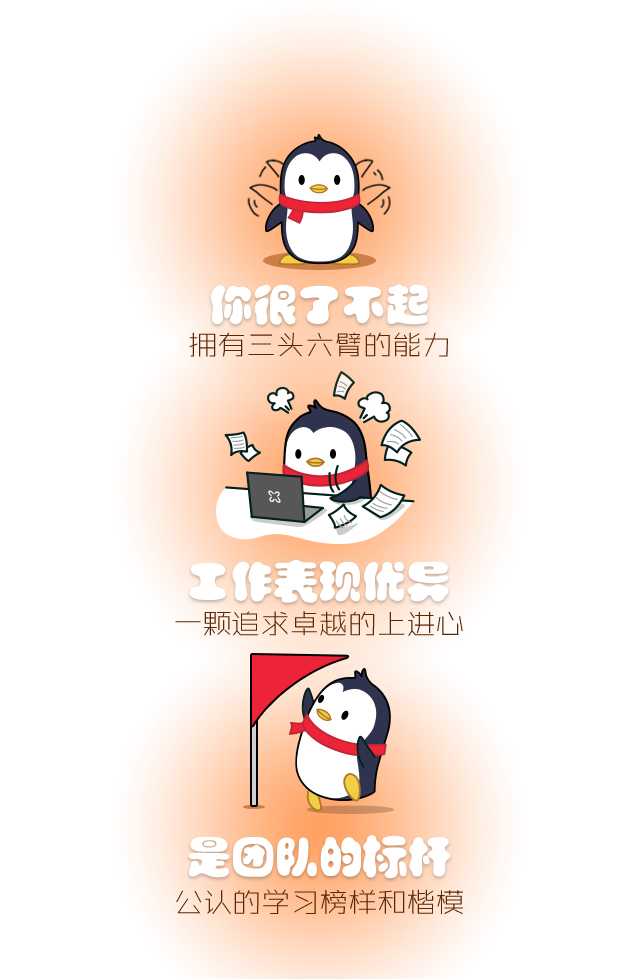 你很了不起
拥有三头六臂的能力
工作表现优异
一颗追求卓越的上进心
是团队的标杆
公认的学习榜样和楷模